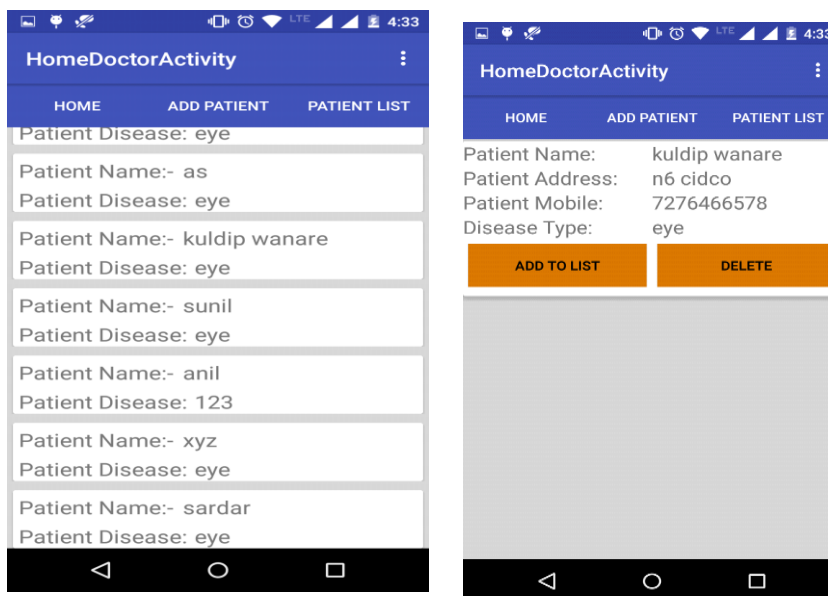 LTE 4:33
HomeDoctorActivity
HOME ADD PATIENT PATIENT LIST
Patient Disease: eye
Patient Name:- as
Patient Disease: eye
Patient Name:- kuldip wanare
Patient Disease: eye
Patient Name:- sunil
Patient Disease: eye
Patient Name:- anil
Patient Disease: 123
Patient Name:- xyz
Patient Disease: eye
Patient Name:- sardar
Patient Disease: eye
LTE 4:33
HomeDoctorActivity
HOME ADD PATIENT PATIENT LIST
Patient Name: kuldip wanare
Patient Address: n6 cidco
Patient Mobile: 7276466578
Disease Type: eye
ADD TO LIST DELETE